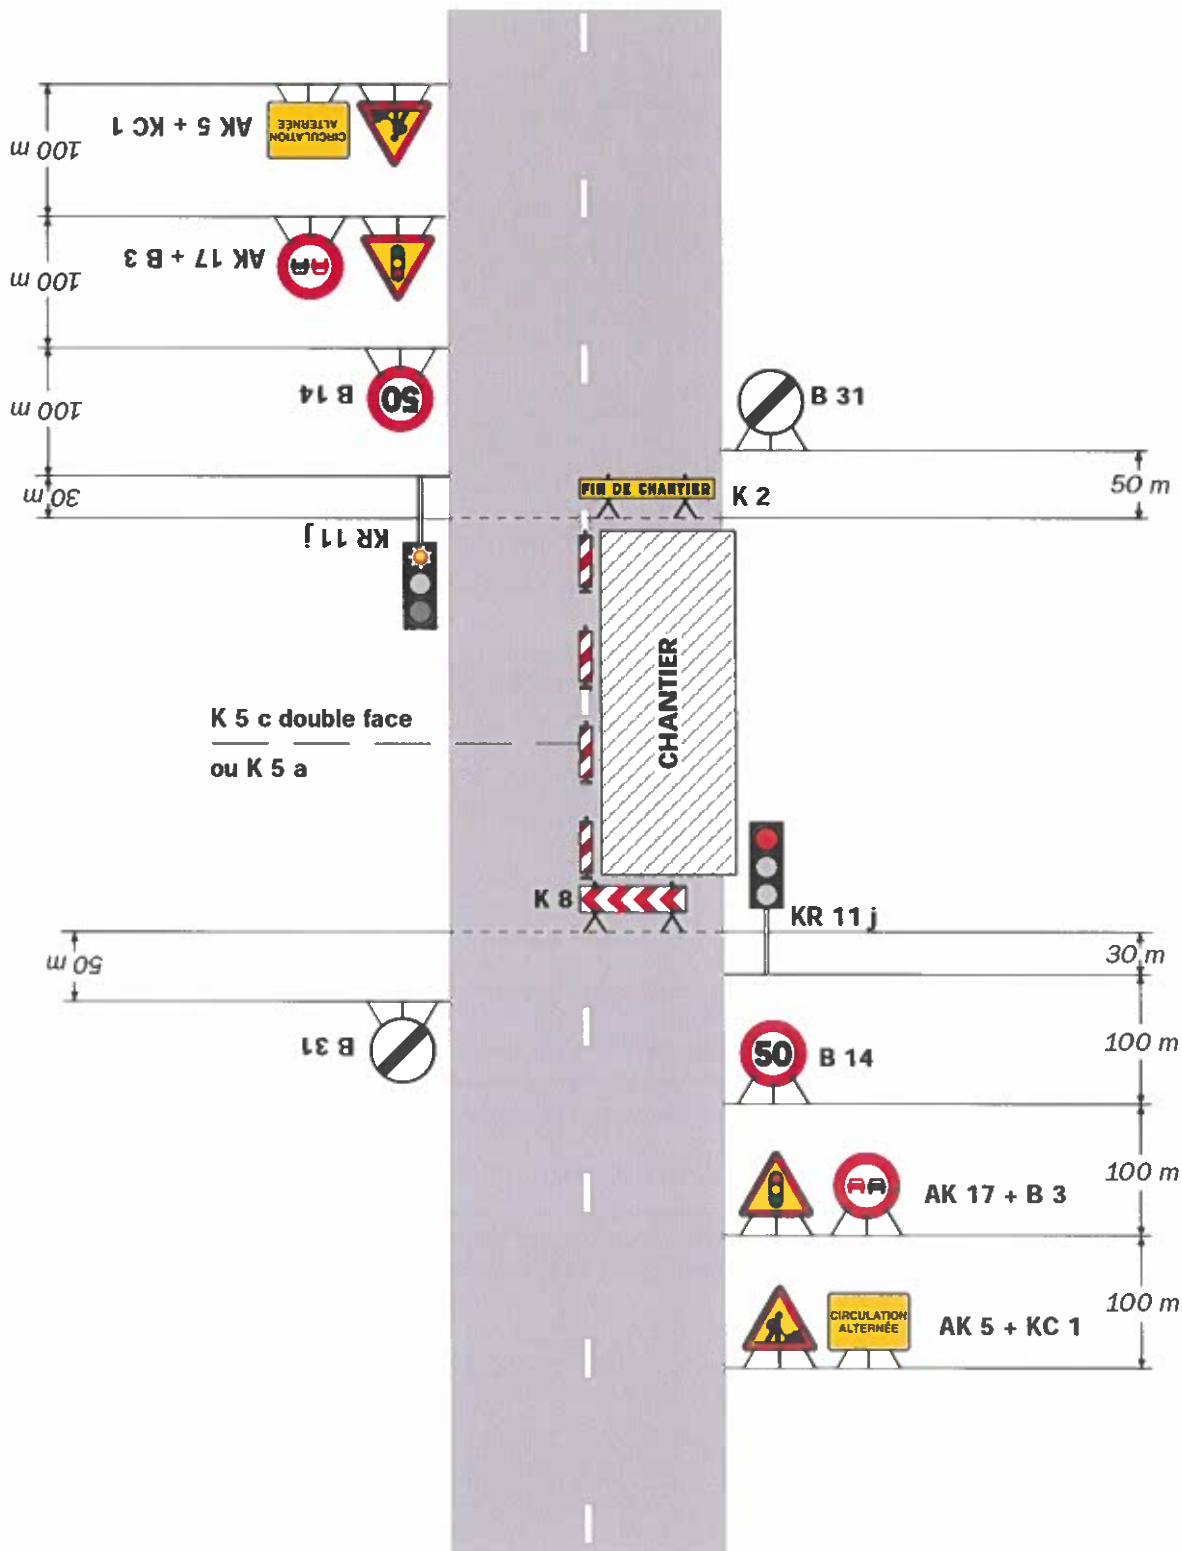 100 m
AK 5 + KC 1
CIRCULATION
ALTERNÉE
100 m
AK 17 + B 3
100 m
B 14
50
B 31
30 m
KR 11 j
FIN DE CHANTIER
K 2
50 m
K 5 c double face
ou K 5 a
CHANTIER
K 8
KR 11 j
50 m
30 m
B 31
50
B 14
100 m
AK 17 + B 3
100 m
CIRCULATION
ALTERNÉE
AK 5 + KC 1
100 m